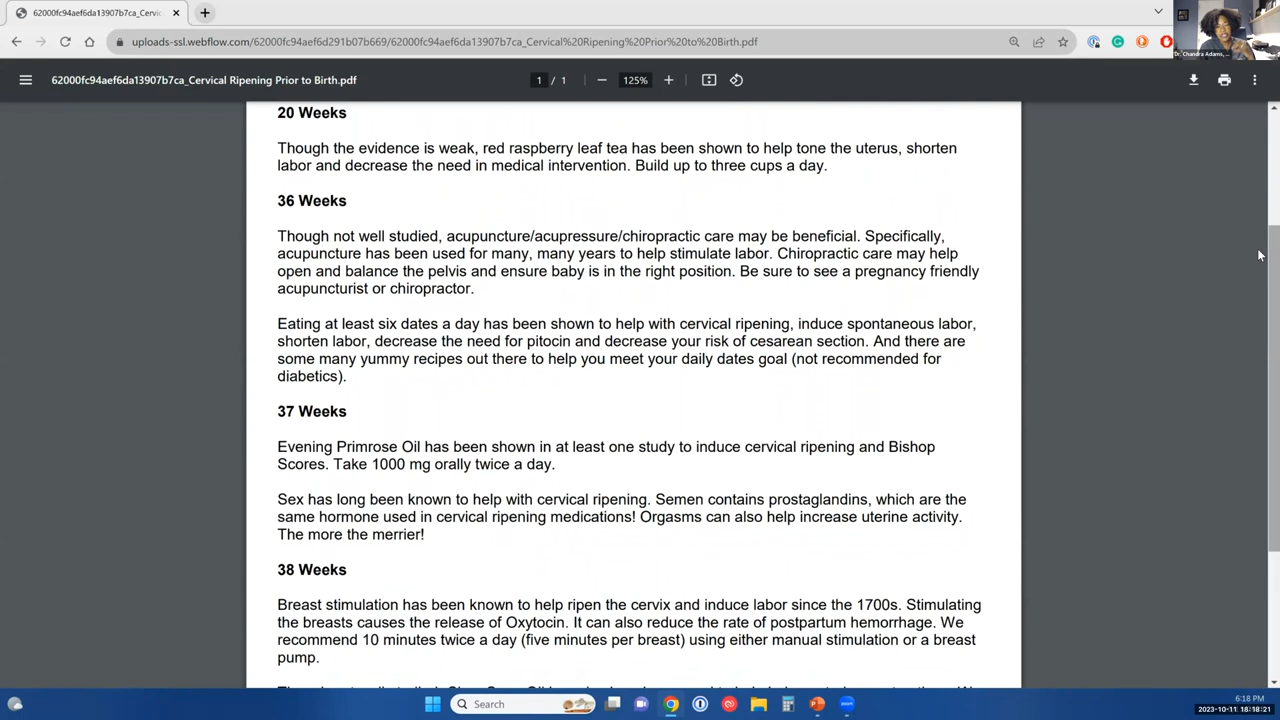 62000fc94aef6da13907b7ca_Cervic
uploads-ssl.webflow.com/62000fc94aef6d291b07b669/62000fc94aef6da13907b7ca_Cervical%20Ripening%20Prior%20to%20Birth.pdf
Dr. Chandra Adams,
62000fc94aef6da13907b7ca_Cervical Ripening Prior to Birth.pdf
1 / 1
125%
20 Weeks
Though the evidence is weak, red raspberry leaf tea has been shown to help tone the uterus, shorten
labor and decrease the need in medical intervention. Build up to three cups a day.
36 Weeks
Though not well studied, acupuncture/acupressure/chiropractic care may be beneficial. Specifically,
acupuncture has been used for many, many years to help stimulate labor. Chiropractic care may help
open and balance the pelvis and ensure baby is in the right position. Be sure to see a pregnancy friendly
acupuncturist or chiropractor.
Eating at least six dates a day has been shown to help with cervical ripening, induce spontaneous labor,
shorten labor, decrease the need for pitocin and decrease your risk of cesarean section. And there are
some many yummy recipes out there to help you meet your daily dates goal (not recommended for
diabetics).
37 Weeks
Evening Primrose Oil has been shown in at least one study to induce cervical ripening and Bishop
Scores. Take 1000 mg orally twice a day.
Sex has long been known to help with cervical ripening. Semen contains prostaglandins, which are the
same hormone used in cervical ripening medications! Orgasms can also help increase uterine activity.
The more the merrier!
38 Weeks
Breast stimulation has been known to help ripen the cervix and induce labor since the 1700s. Stimulating
the breasts causes the release of Oxytocin. It can also reduce the rate of postpartum hemorrhage. We
recommend 10 minutes twice a day (five minutes per breast) using either manual stimulation or a breast
pump.
Search
6:18 PM
2023-10-11 18:18:21